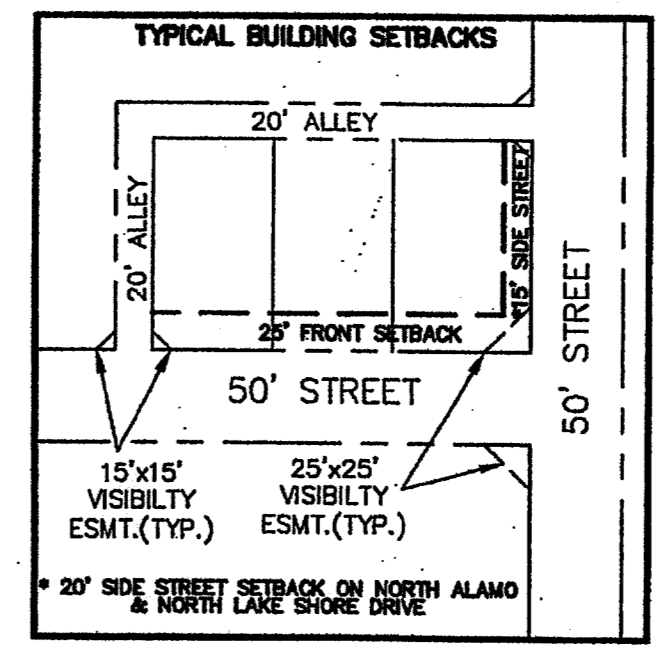 TYPICAL BUILDING SETBACKS
20' ALLEY
20' ALLEY
*15' SIDE STREET
25' FRONT SETBACK
50' STREET
50' STREET
15'x15'
VISIBILTY
ESMT.(TYP.)
25'x25'
VISIBILTY
ESMT.(TYP.)
* 20' SIDE STREET SETBACK ON NORTH ALAMO
& NORTH LAKE SHORE DRIVE